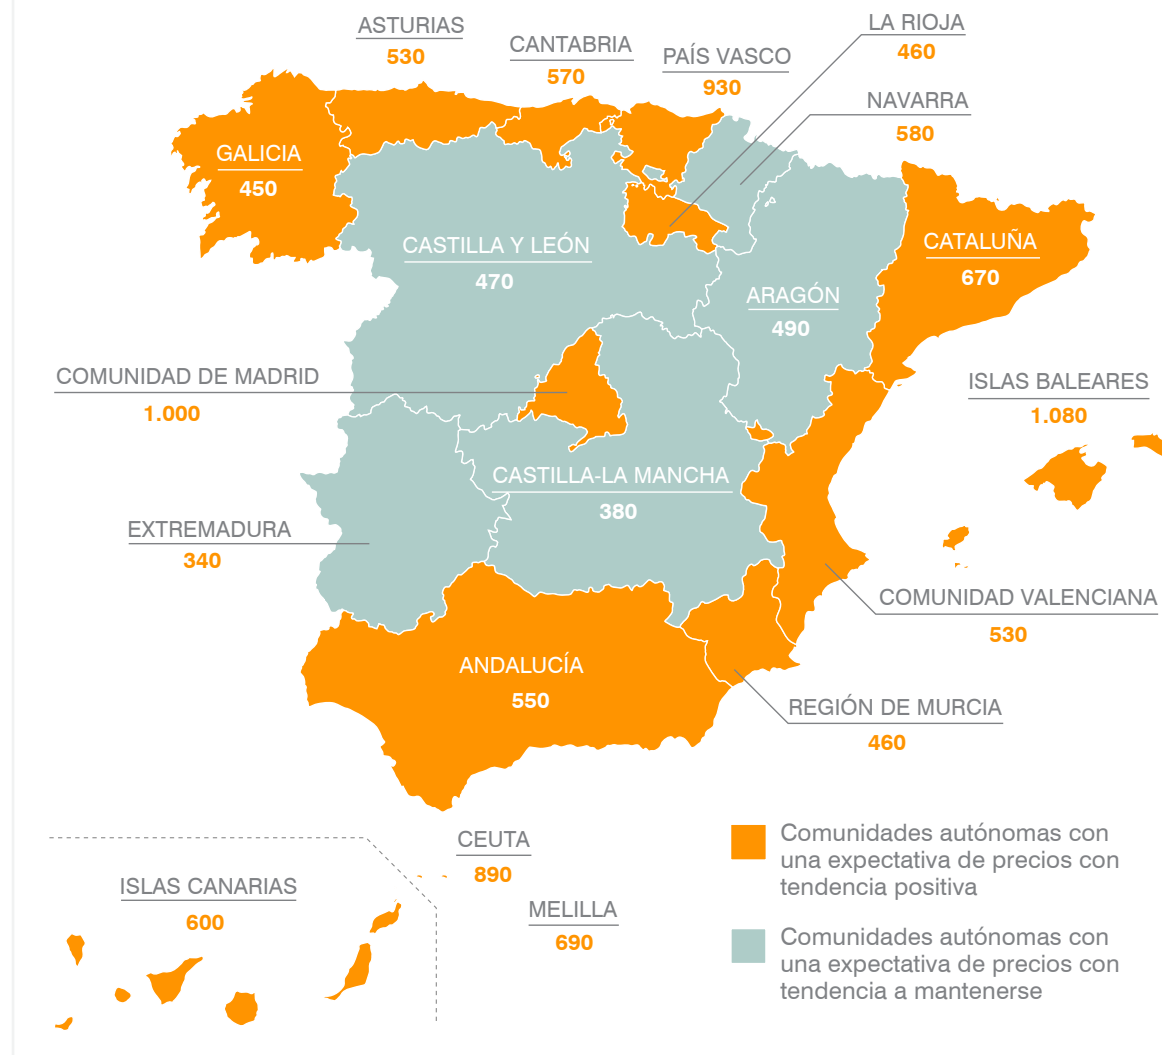 ASTURIAS
530
CANTABRIA
570
PAÍS VASCO
930
LA RIOJA
460
NAVARRA
580
GALICIA
450
CASTILLA Y LEÓN
470
CATALUÑA
670
ARAGÓN
490
COMUNIDAD DE MADRID
1.000
ISLAS BALEARES
1.080
CASTILLA-LA MANCHA
380
EXTREMADURA
340
COMUNIDAD VALENCIANA
530
ANDALUCÍA
550
REGIÓN DE MURCIA
460
CEUTA
890
ISLAS CANARIAS
600
MELILLA
690
Comunidades autónomas con
una expectativa de precios con
tendencia positiva
Comunidades autónomas con
una expectativa de precios con
tendencia a mantenerse